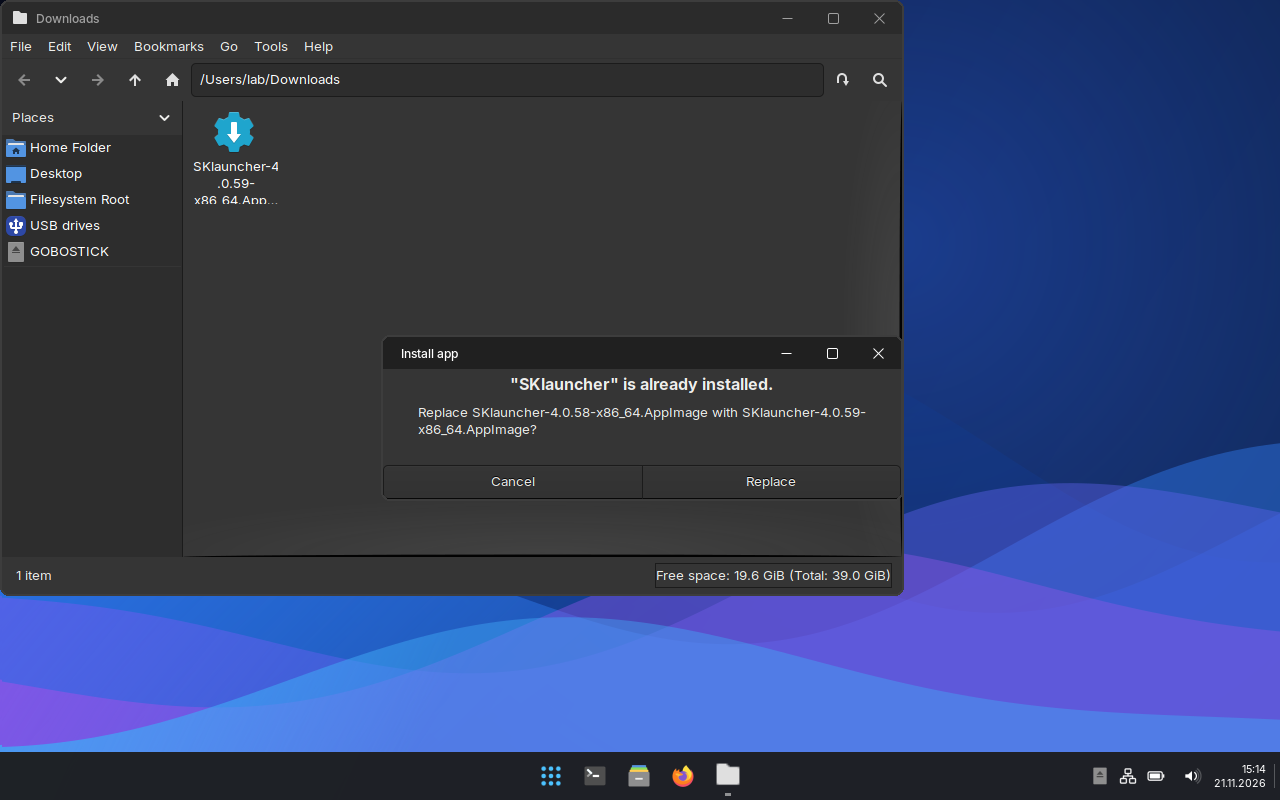 Downloads
File Edit View Bookmarks Go Tools Help
/Users/lab/Downloads
Places
Home Folder
Desktop
Filesystem Root
USB drives
GOBOSTICK
SKlauncher-4
.0.59-
x86_64.App...
Install app
"SKlauncher" is already installed.
Replace SKlauncher-4.0.58-x86_64.AppImage with SKlauncher-4.0.59-
x86_64.AppImage?
Cancel Replace
1 item
Free space: 19.6 GiB (Total: 39.0 GiB)
15:14
21.11.2026